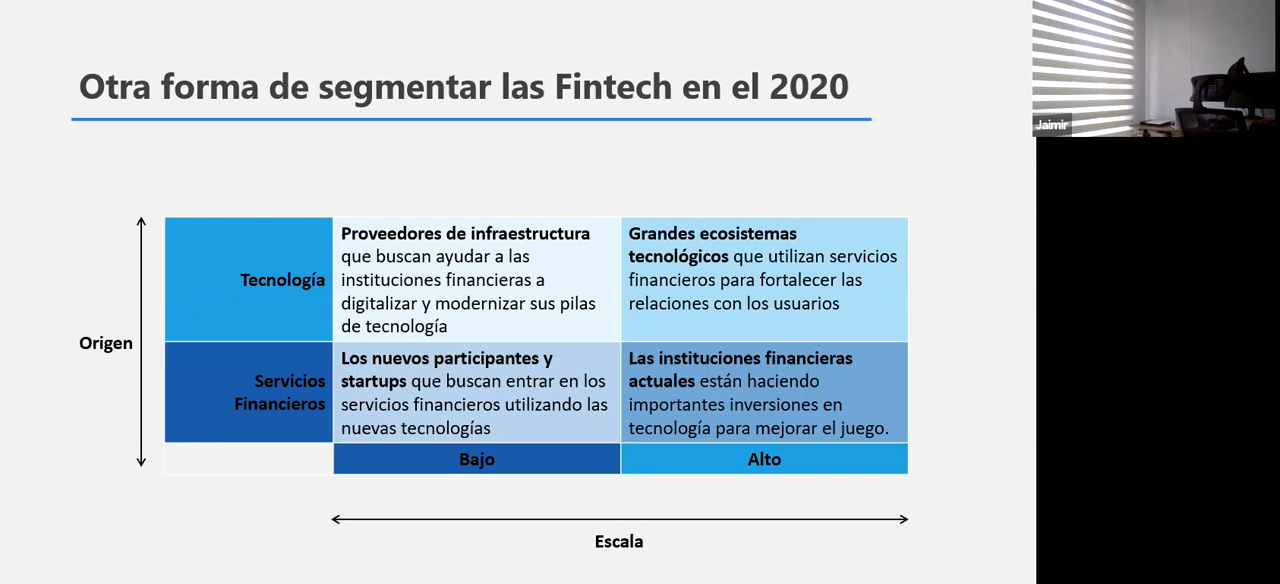 Otra forma de segmentar las Fintech en el 2020
Jaimir
Origen
Tecnología
Proveedores de infraestructura
que buscan ayudar a las
instituciones financieras a
digitalizar y modernizar sus pilas
de tecnología
Grandes ecosistemas
tecnológicos que utilizan servicios
financieros para fortalecer las
relaciones con los usuarios
Servicios
Financieros
Los nuevos participantes y
startups que buscan entrar en los
servicios financieros utilizando las
nuevas tecnologías
Las instituciones financieras
actuales están haciendo
importantes inversiones en
tecnología para mejorar el juego.
Bajo
Alto
Escala